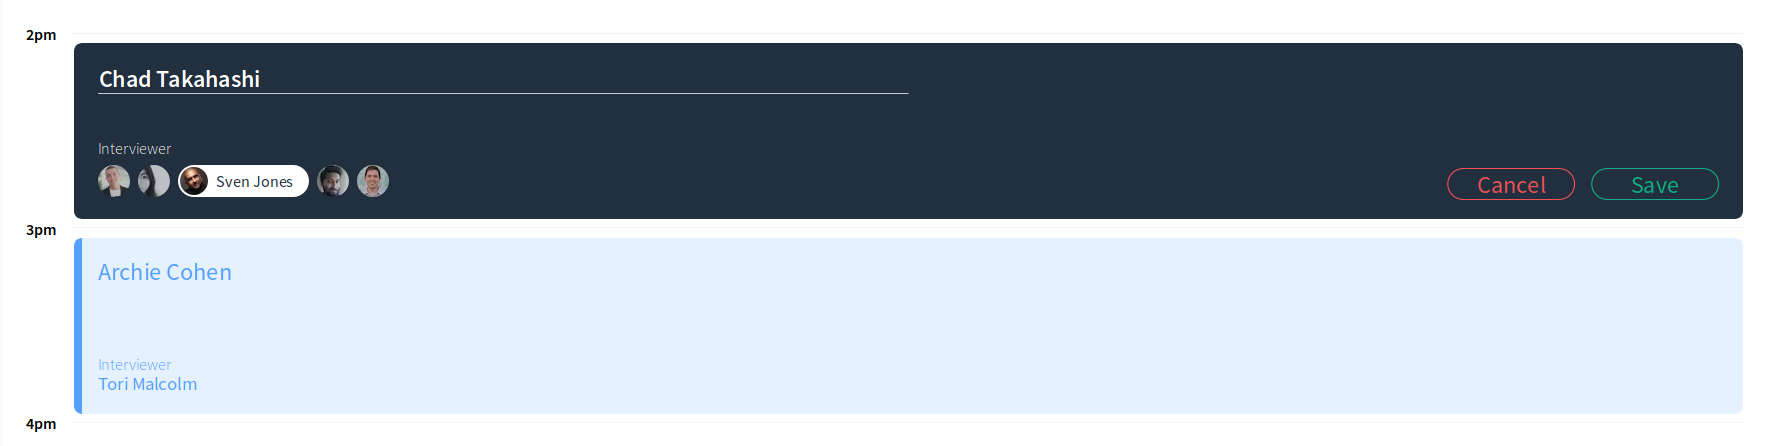 2pm
Chad Takahashi
Interviewer
Sven Jones
Cancel
Save
3pm
Archie Cohen
Interviewer
Tori Malcolm
4pm